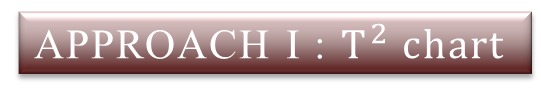 APPROACH I : T² chart